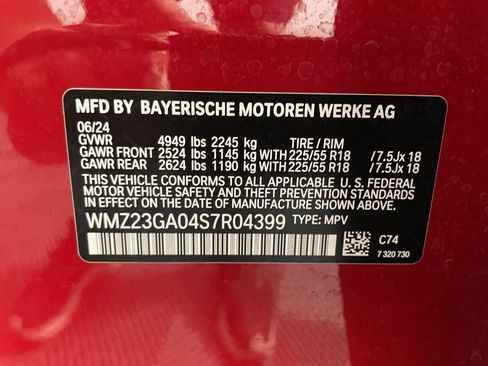 MFD BY BAYERISCHE MOTOREN WERKE AG
06/24
GVWR 4949 lbs 2245 kg TIRE / RIM
GAWR FRONT 2524 lbs 1145 kg WITH 225/55 R18 / 7.5Jx 18
GAWR REAR 2624 lbs 1190 kg WITH 225/55 R18 / 7.5Jx 18
THIS VEHICLE CONFORMS TO ALL APPLICABLE U. S. FEDERAL
MOTOR VEHICLE SAFETY AND THEFT PREVENTION STANDARDS
IN EFFECT ON THE DATE OF MANUFACTURE SHOWN ABOVE.
WMZ23GA04S7R04399 TYPE: MPV
C74
7 320 730